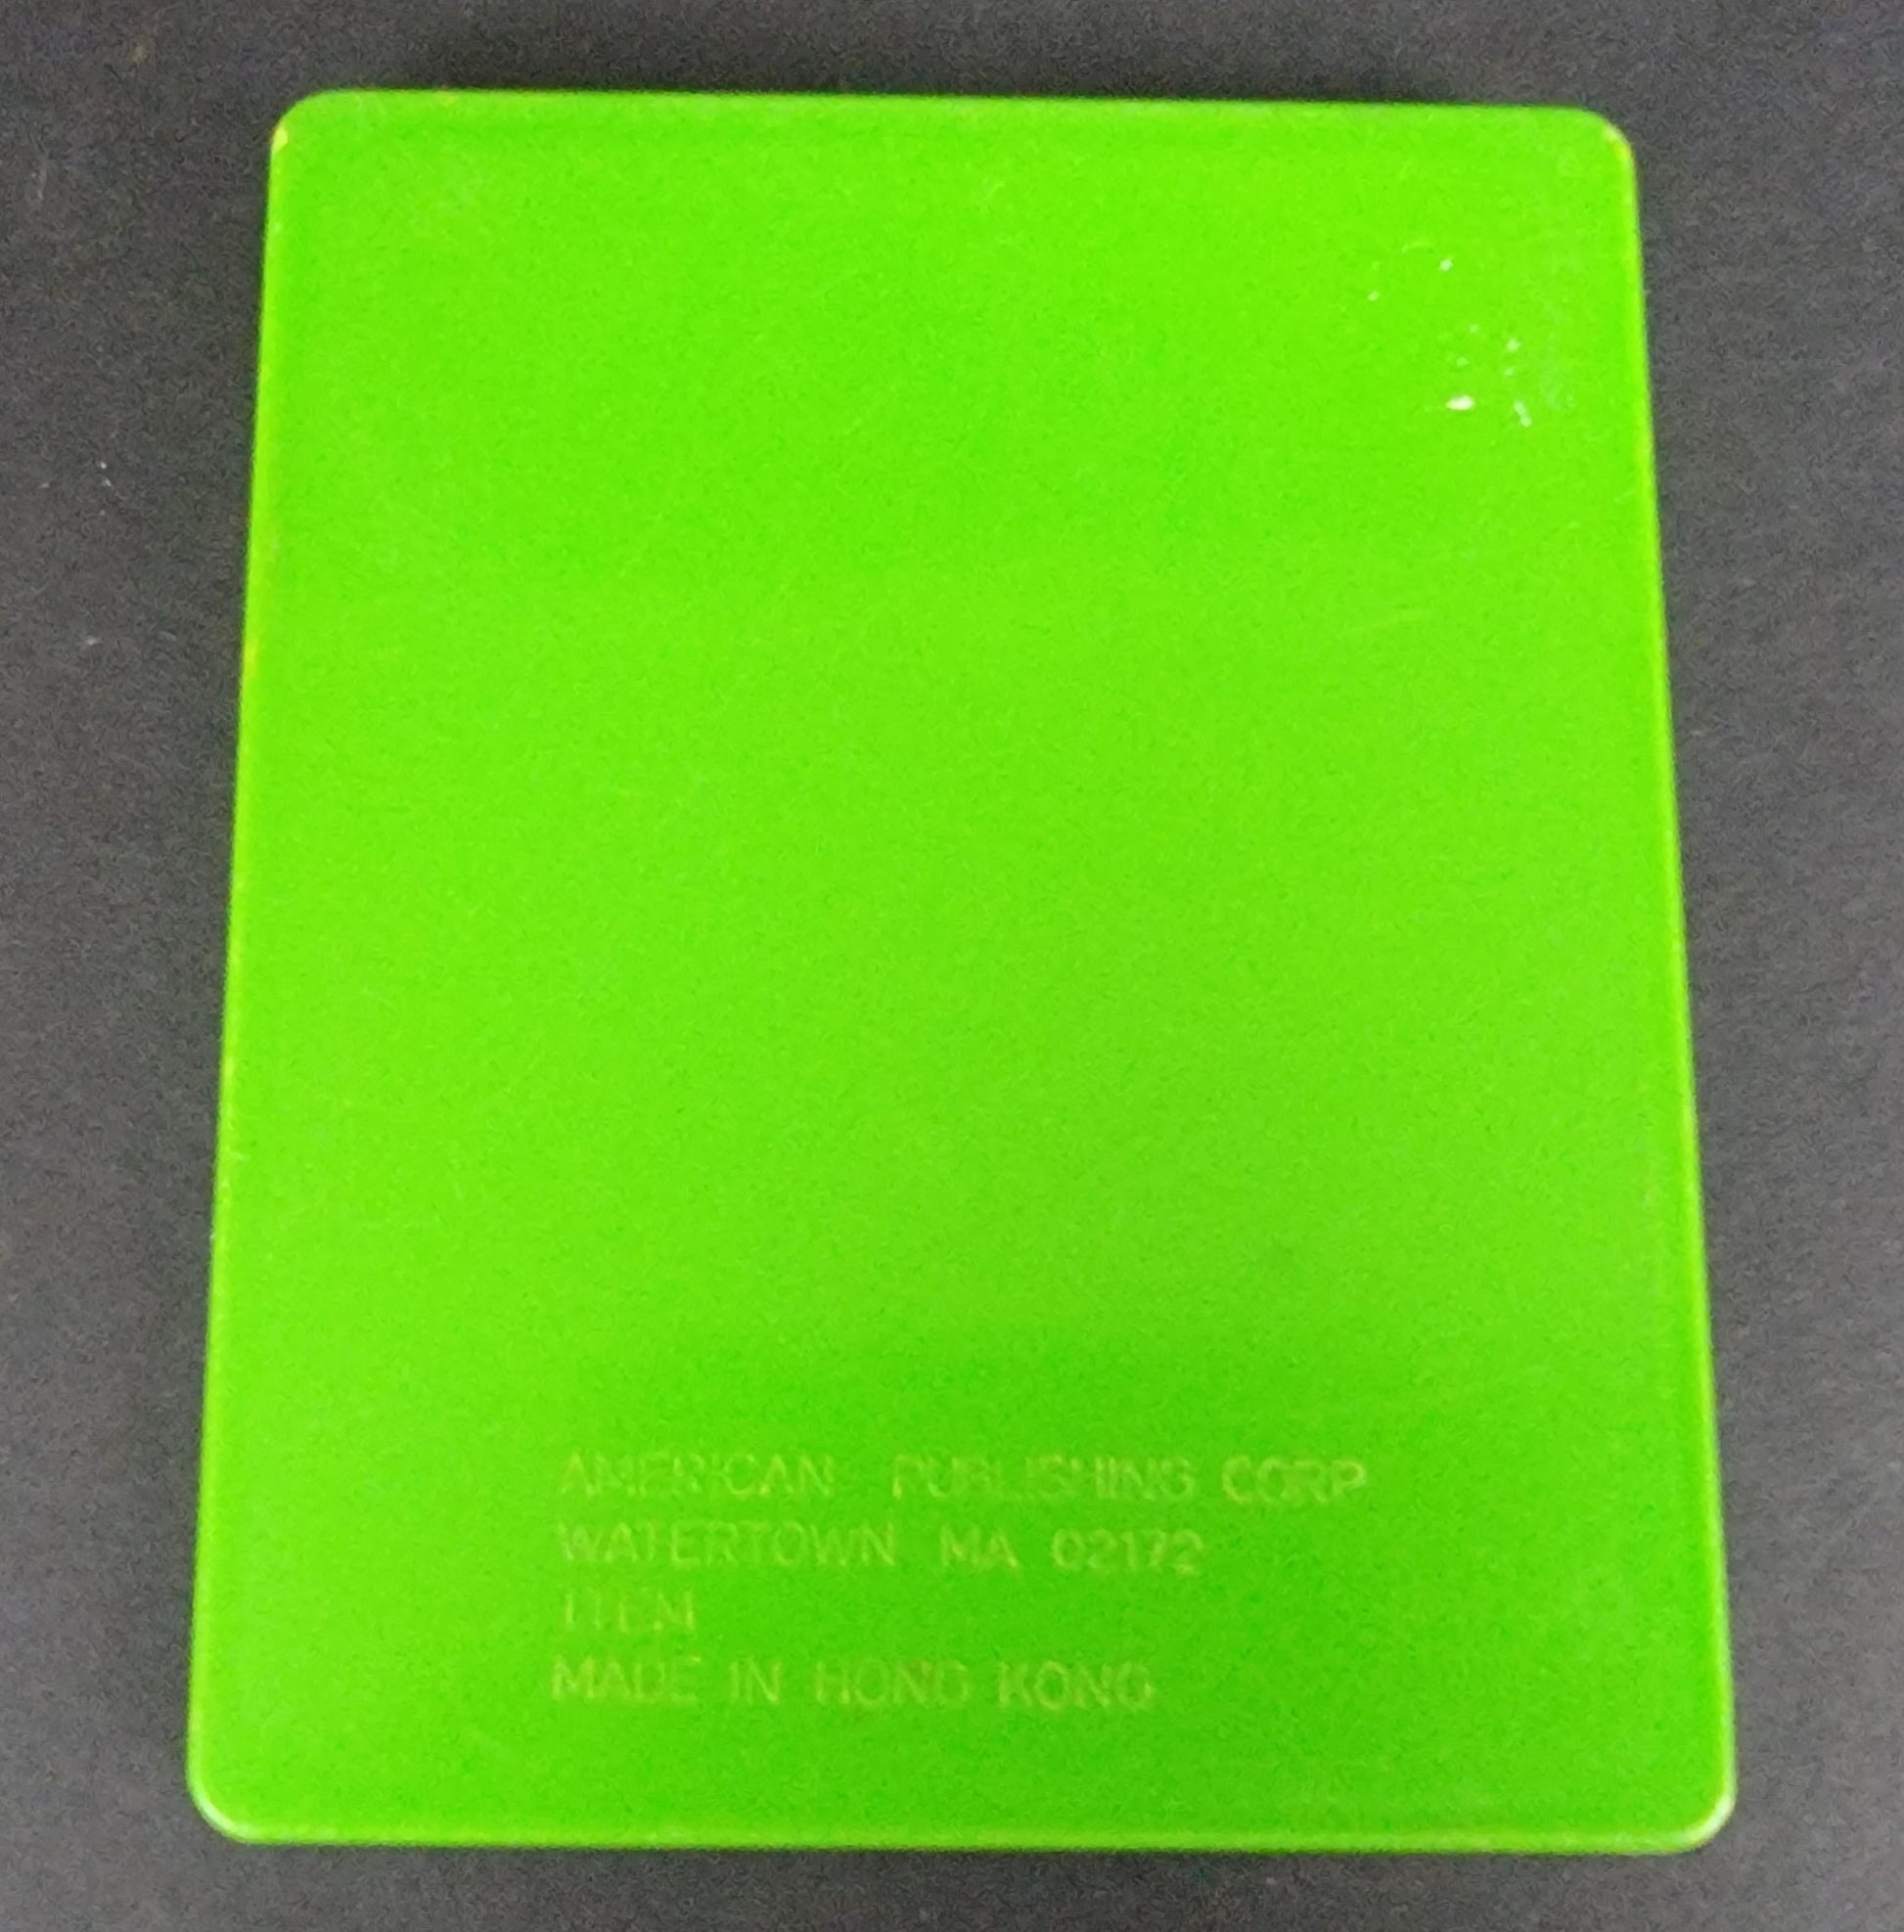 AMERICAN PUBLISHING CORP
WATERTOWN MA 02172
ITEM
MADE IN HONG KONG